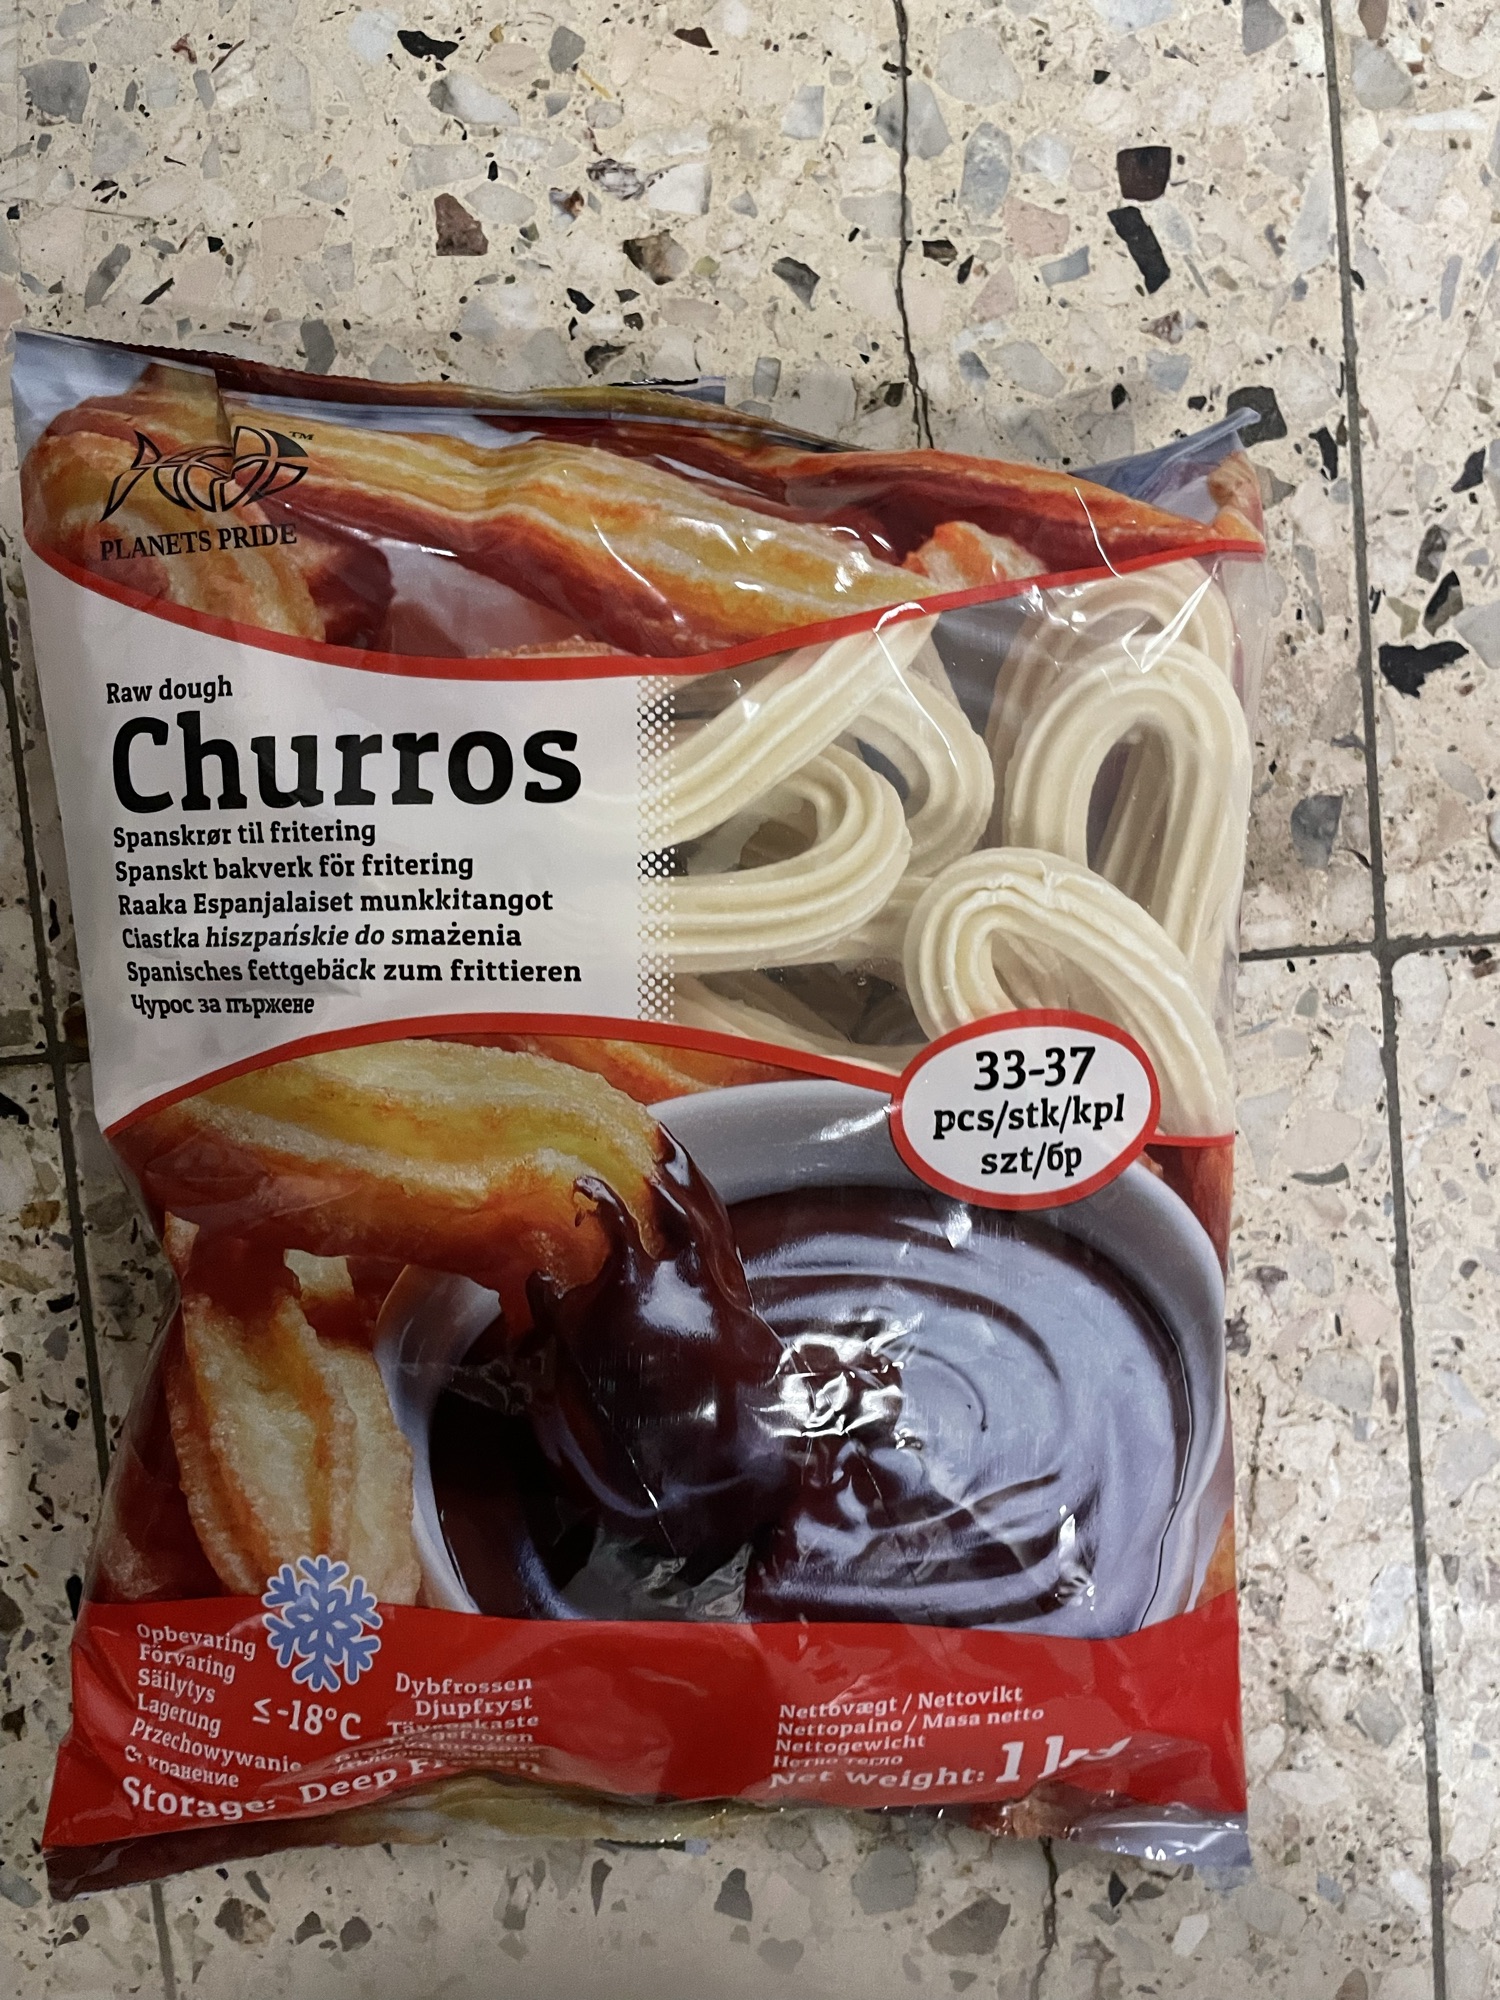 TM
PLANETS PRIDE
Raw dough
Churros
Spanskrør til fritering
Spanskt bakverk för fritering
Raaka Espanjalaiset munkkitangot
Ciastka hiszpańskie do smażenia
Spanisches fettgebäck zum frittieren
Чурос за пържене
33-37
pcs/stk/kpl
szt/бр
Opbevaring
Förvaring
Säilytys
Lagerung
Przechowywanie
Storage:
≤-18°C
Dybfrossen
Djupfryst
Deep
Nettovægt / Nettovikt
Nettopaino / Masa netto
Nettogewicht
Нетно тегло
Net weight: 1